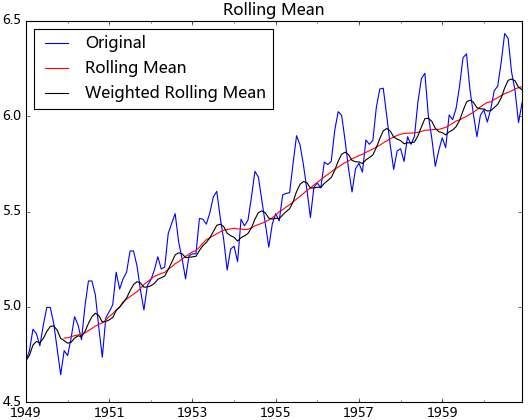 Rolling Mean
6.5
6.0
5.5
5.0
4.5
Original
Rolling Mean
Weighted Rolling Mean
1949 1951 1953 1955 1957 1959